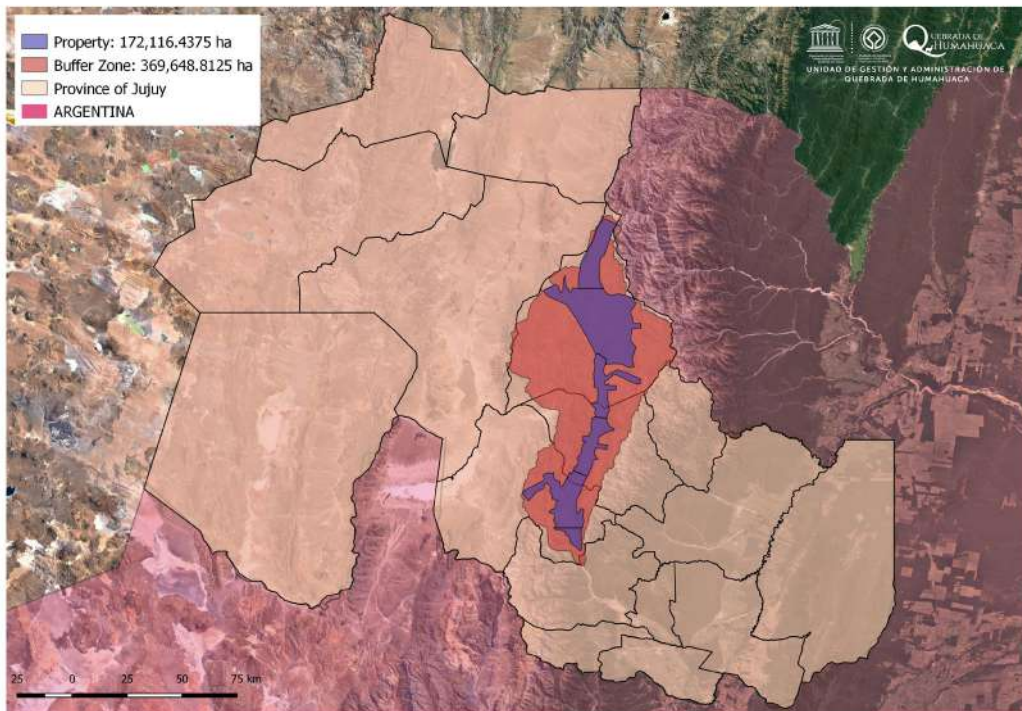 Property: 172,116.4375 ha
Buffer Zone: 369,648.8125 ha
Province of Jujuy
ARGENTINA
QUEBRADA DE
HUMAHUACA
UNIDAD DE GESTIÓN Y ADMINISTRACIÓN DE
QUEBRADA DE HUMAHUACA
25 0 25 50 75 km